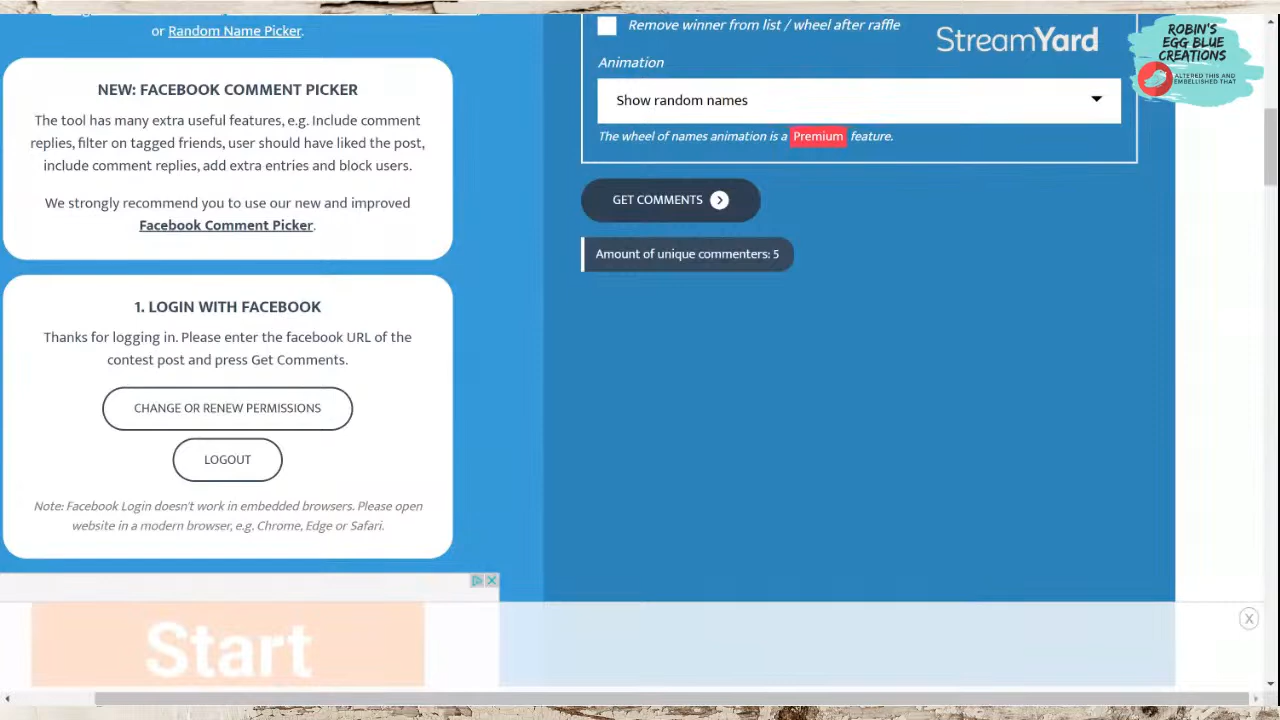 or Random Name Picker.
NEW: FACEBOOK COMMENT PICKER
The tool has many extra useful features, e.g. Include comment
replies, filter on tagged friends, user should have liked the post,
include comment replies, add extra entries and block users.
We strongly recommend you to use our new and improved
Facebook Comment Picker.
1. LOGIN WITH FACEBOOK
Thanks for logging in. Please enter the facebook URL of the
contest post and press Get Comments.
CHANGE OR RENEW PERMISSIONS
LOGOUT
Note: Facebook Login doesn't work in embedded browsers. Please open
website in a modern browser, e.g. Chrome, Edge or Safari.
Start
Remove winner from list / wheel after raffle
Animation
Show random names
The wheel of names animation is a Premium feature.
GET COMMENTS
Amount of unique commenters: 5
StreamYard
ROBIN'S
EGG BLUE
CREATIONS
ALTERED THIS AND
EMBELLISHED THAT
X